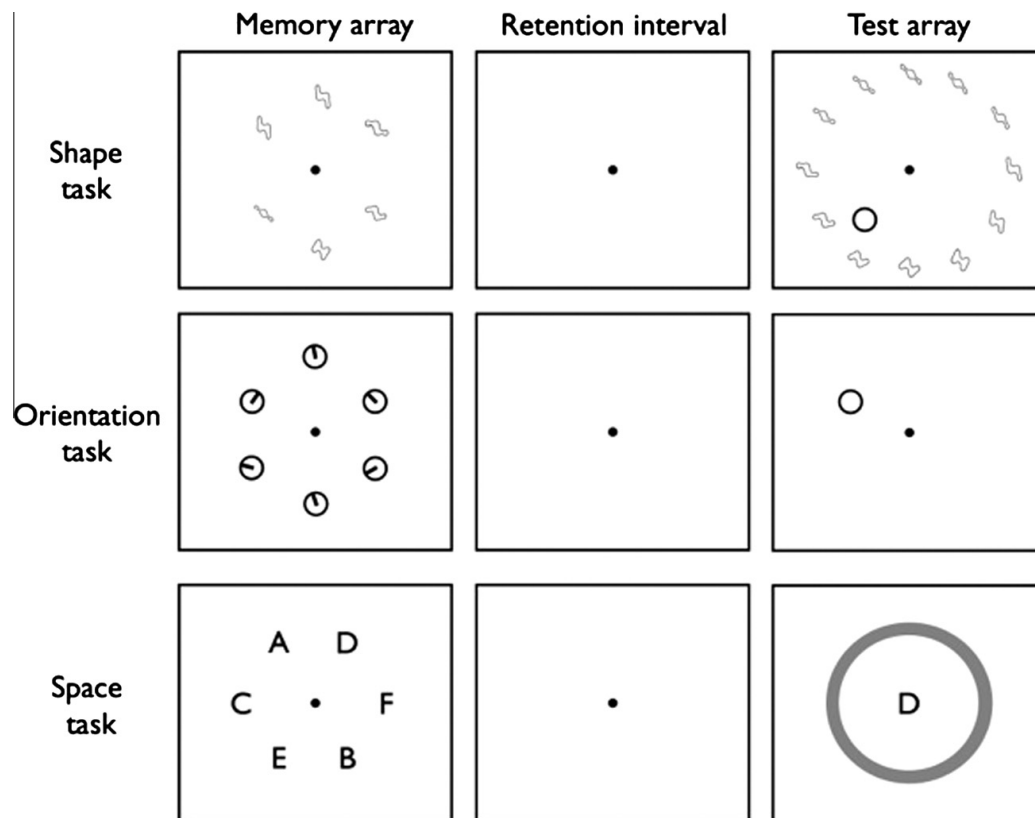 Memory array Retention interval Test array
Shape
task
Orientation
task
A D
C F D
E B
Space
task